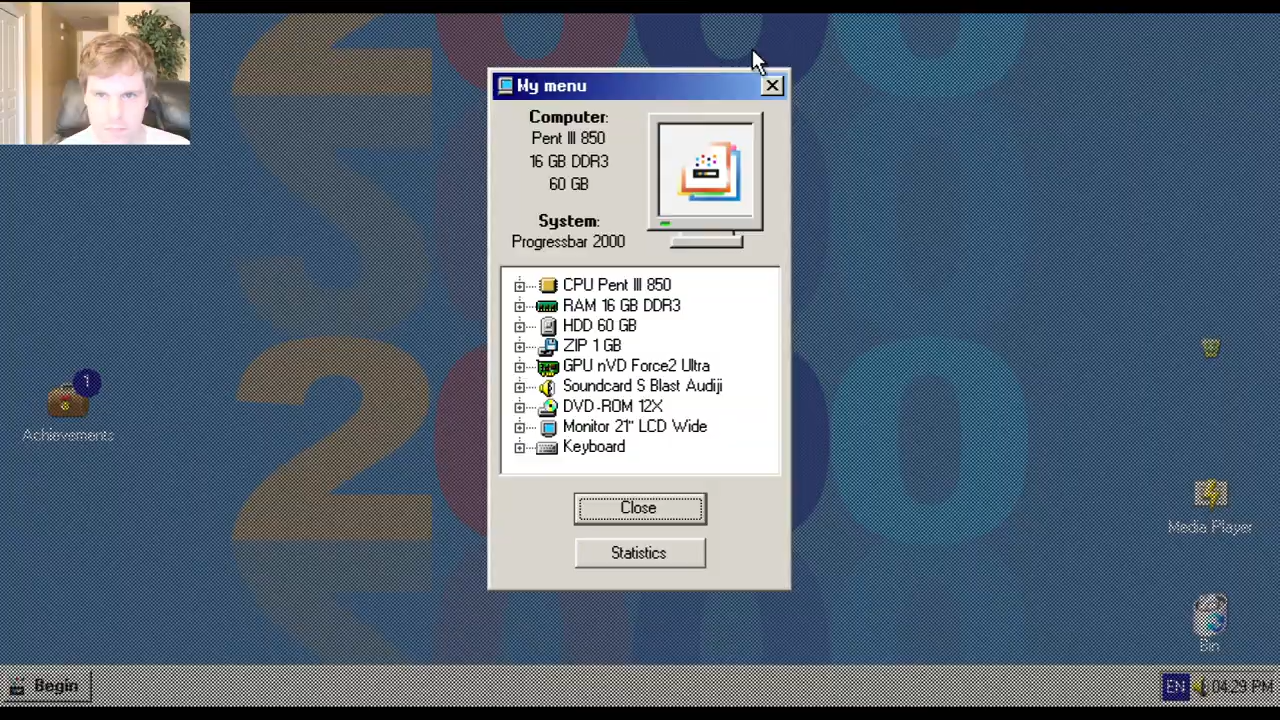 My menu
Computer:
Pent III 850
16 GB DDR3
60 GB
System:
Progressbar 2000
CPU Pent III 850
RAM 16 GB DDR3
HDD 60 GB
ZIP 1 GB
GPU nVD Force2 Ultra
Soundcard S Blast Audiji
DVD-ROM 12X
Monitor 21" LCD Wide
Keyboard
Close
Statistics
1
Achievements
Media Player
Bin
Begin
EN
04:29 PM
2000